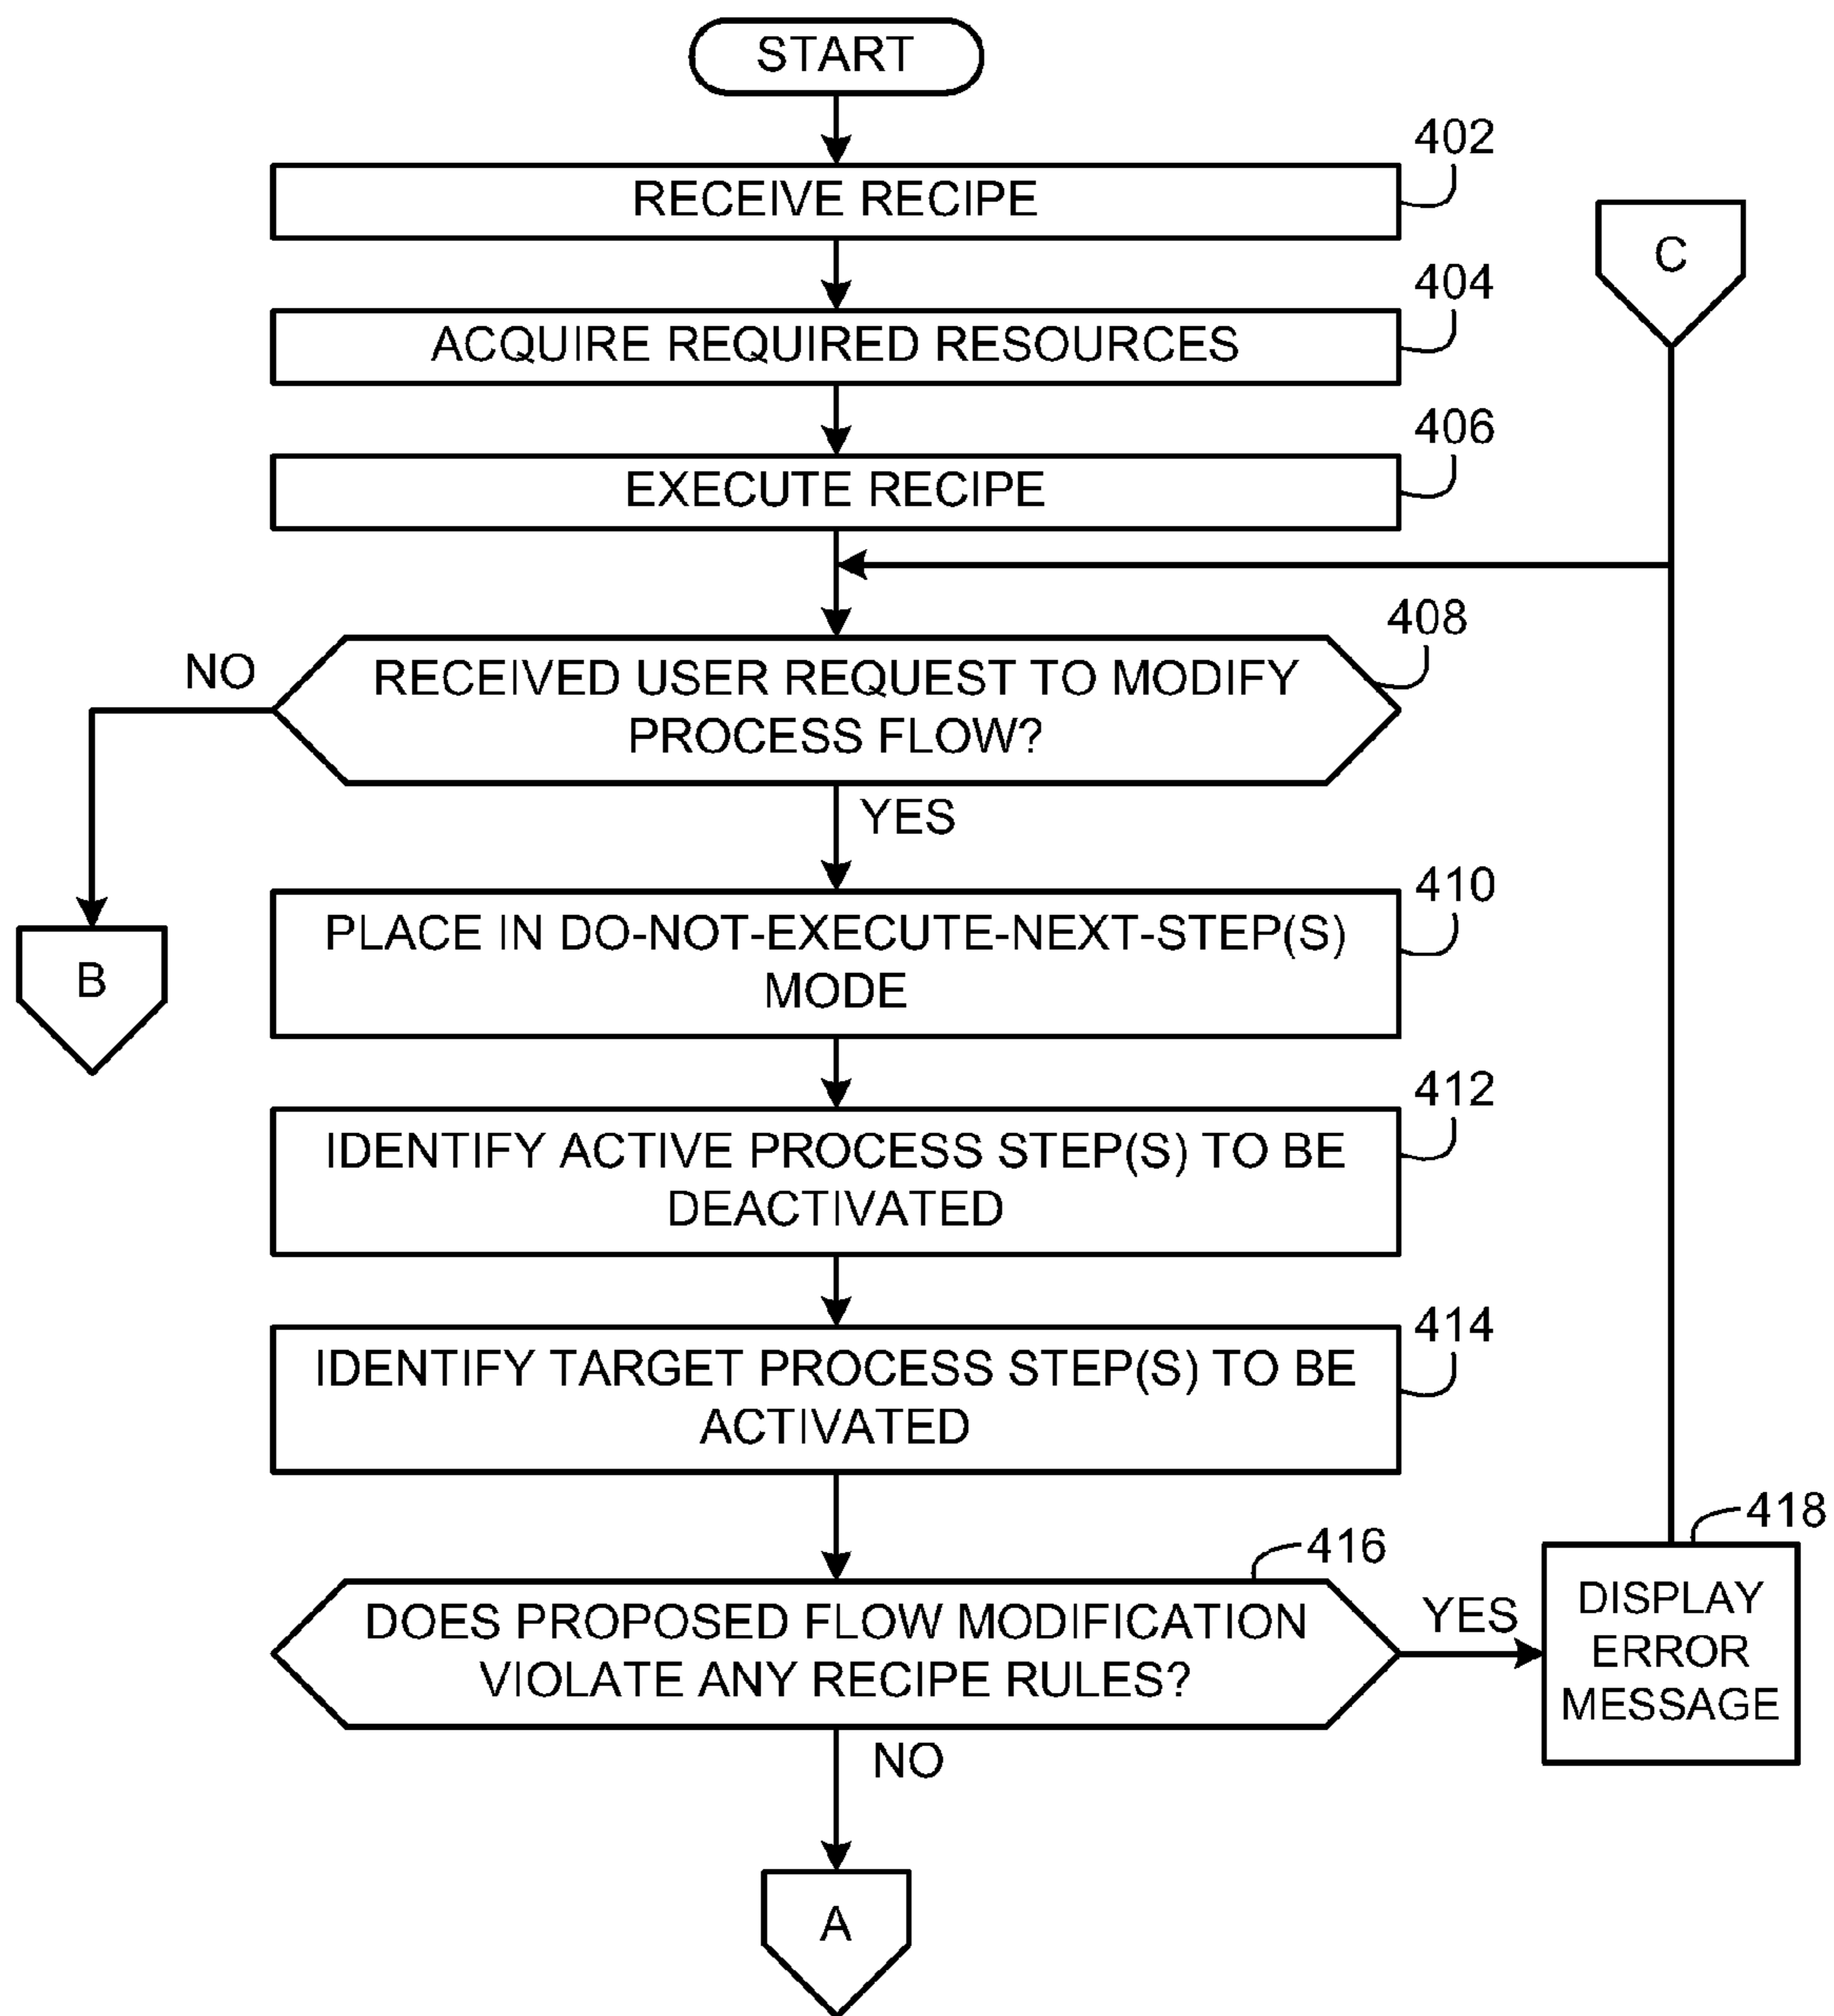 START
402
RECEIVE RECIPE
C
404
ACQUIRE REQUIRED RESOURCES
406
EXECUTE RECIPE
408
NO
RECEIVED USER REQUEST TO MODIFY
PROCESS FLOW?
YES
410
PLACE IN DO-NOT-EXECUTE-NEXT-STEP(S)
MODE
B
412
IDENTIFY ACTIVE PROCESS STEP(S) TO BE
DEACTIVATED
414
IDENTIFY TARGET PROCESS STEP(S) TO BE
ACTIVATED
416
418
DOES PROPOSED FLOW MODIFICATION
VIOLATE ANY RECIPE RULES?
YES
DISPLAY
ERROR
MESSAGE
NO
A